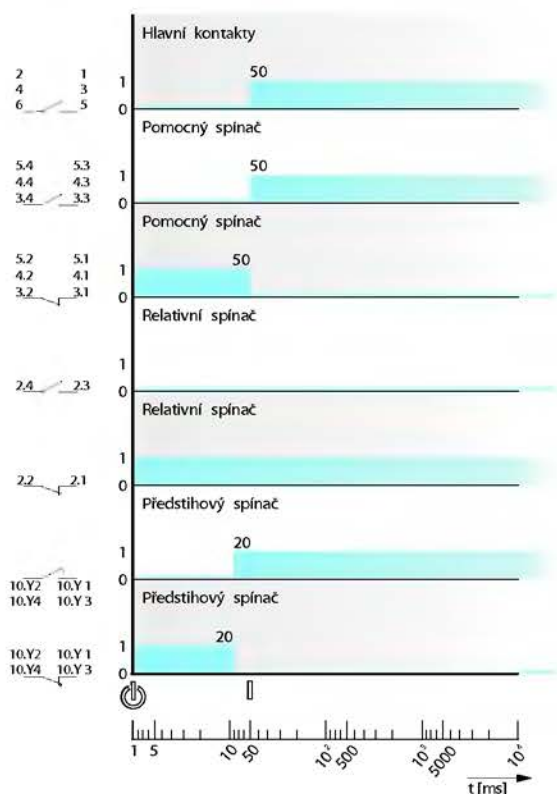 Hlavní kontakty
2 1
4 3
6 5
1
0
50
Pomocný spínač
5.4 5.3
4.4 4.3
3.4 3.3
1
0
50
Pomocný spínač
5.2 5.1
4.2 4.1
3.2 3.1
1
0
50
Relativní spínač
2.4 2.3
1
0
Relativní spínač
2.2 2.1
1
0
Předstihový spínač
10.Y2 10.Y 1
10.Y4 10.Y 3
1
0
20
Předstihový spínač
10.Y2 10.Y 1
10.Y4 10.Y 3
1
0
20
1 5 10 50 10² 500 10³ 5000 10⁴
t [ms]